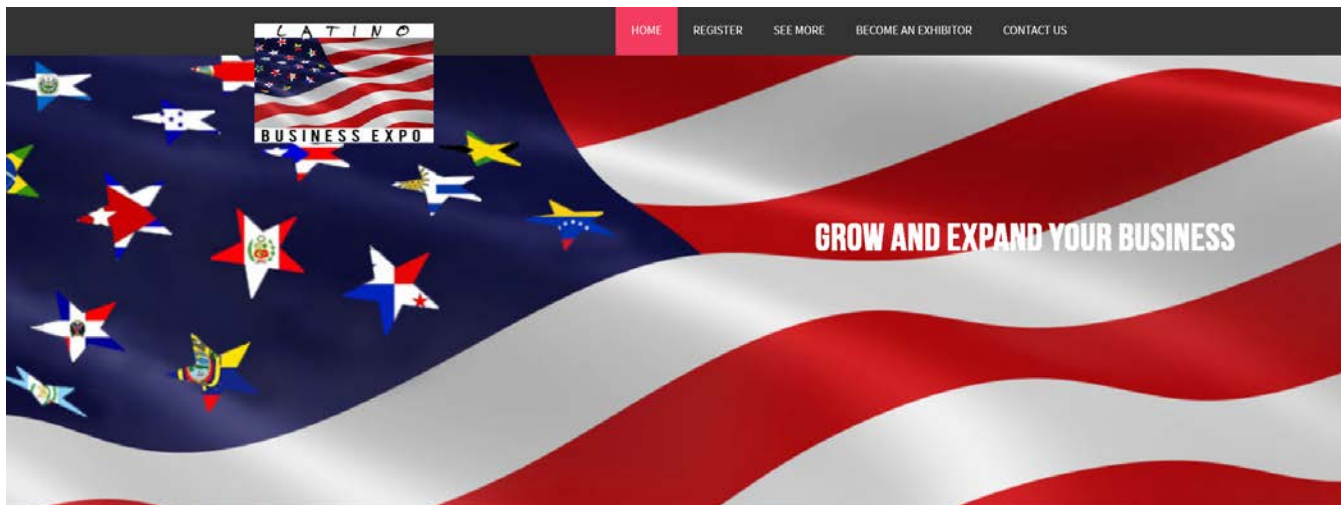 LATINO
BUSINESS EXPO
HOME REGISTER SEE MORE BECOME AN EXHIBITOR CONTACT US
GROW AND EXPAND YOUR BUSINESS